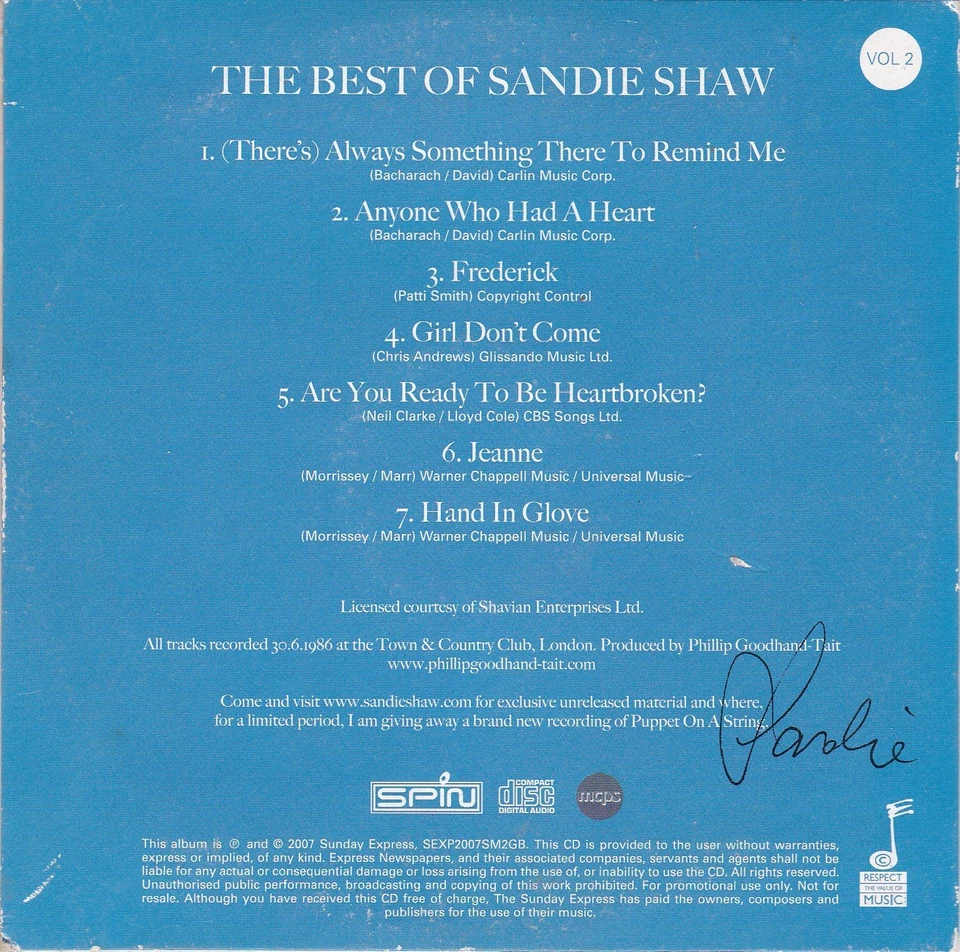 VOL 2
THE BEST OF SANDIE SHAW
1. (There's) Always Something There To Remind Me
(Bacharach / David) Carlin Music Corp.
2. Anyone Who Had A Heart
(Bacharach / David) Carlin Music Corp.
3. Frederick
(Patti Smith) Copyright Control
4. Girl Don't Come
(Chris Andrews) Glissando Music Ltd.
5. Are You Ready To Be Heartbroken?
(Neil Clarke / Lloyd Cole) CBS Songs Ltd.
6. Jeanne
(Morrissey / Marr) Warner Chappell Music / Universal Music
7. Hand In Glove
(Morrissey / Marr) Warner Chappell Music / Universal Music
Licensed courtesy of Shavian Enterprises Ltd.
All tracks recorded 30.6.1986 at the Town & Country Club, London. Produced by Phillip Goodhand-Tait
www.phillipgoodhand-tait.com
Come and visit www.sandieshaw.com for exclusive unreleased material and where,
for a limited period, I am giving away a brand new recording of Puppet On A String.
Sandie
SPIN
COMPACT
disc
DIGITAL AUDIO
mcps
This album is ℗ and © 2007 Sunday Express, SEXP2007SM2GB. This CD is provided to the user without warranties,
express or implied, of any kind. Express Newspapers, and their associated companies, servants and agents shall not be
liable for any actual or consequential damage or loss arising from the use of, or inability to use the CD. All rights reserved.
Unauthorised public performance, broadcasting and copying of this work prohibited. For promotional use only. Not for
resale. Although you have received this CD free of charge, The Sunday Express has paid the owners, composers and
publishers for the use of their music.
©
RESPECT
THE VALUE OF
MUSIC